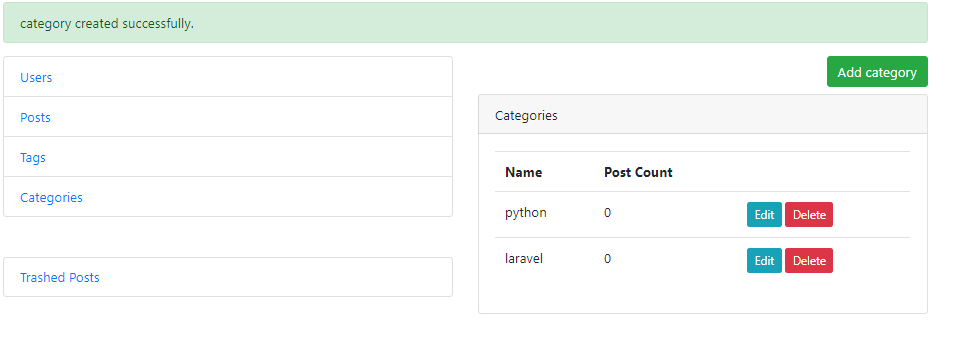 category created successfully.
Users
Posts
Tags
Categories
Trashed Posts
Add category
Categories
Name Post Count
python 0 Edit Delete
laravel 0 Edit Delete